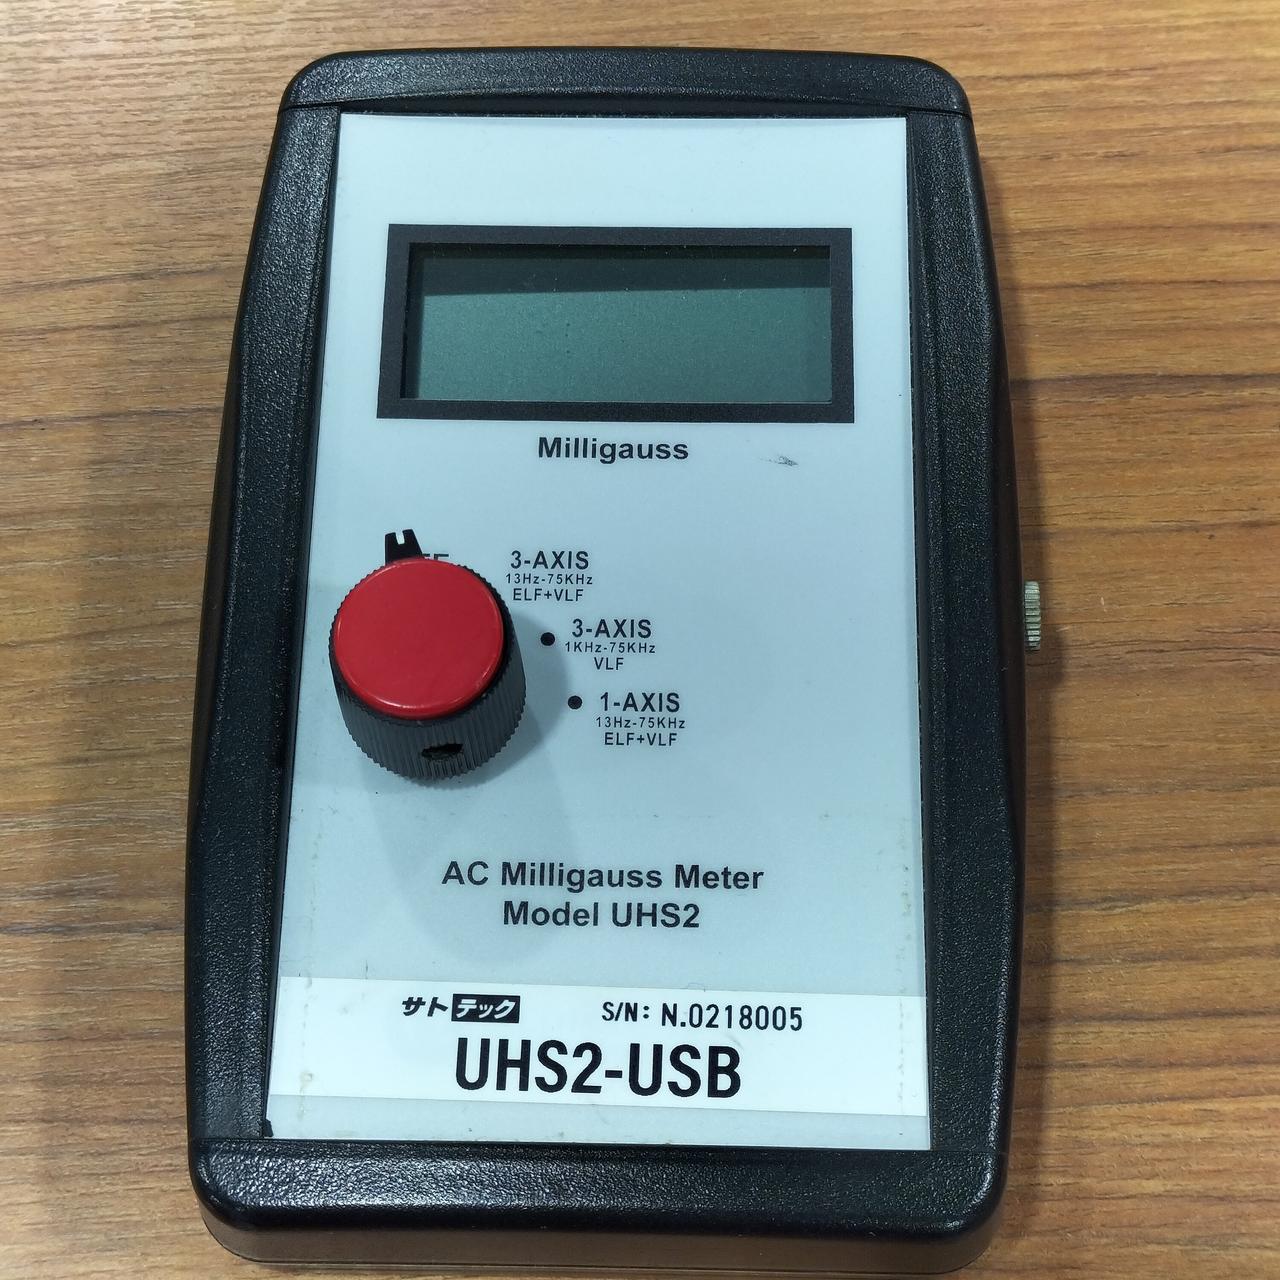 Milligauss
3-AXIS
13Hz-75KHz
ELF+VLF
3-AXIS
1KHz-75KHz
VLF
1-AXIS
13Hz-75KHz
ELF+VLF
AC Milligauss Meter
Model UHS2
サトテック S/N: N.0218005
UHS2-USB